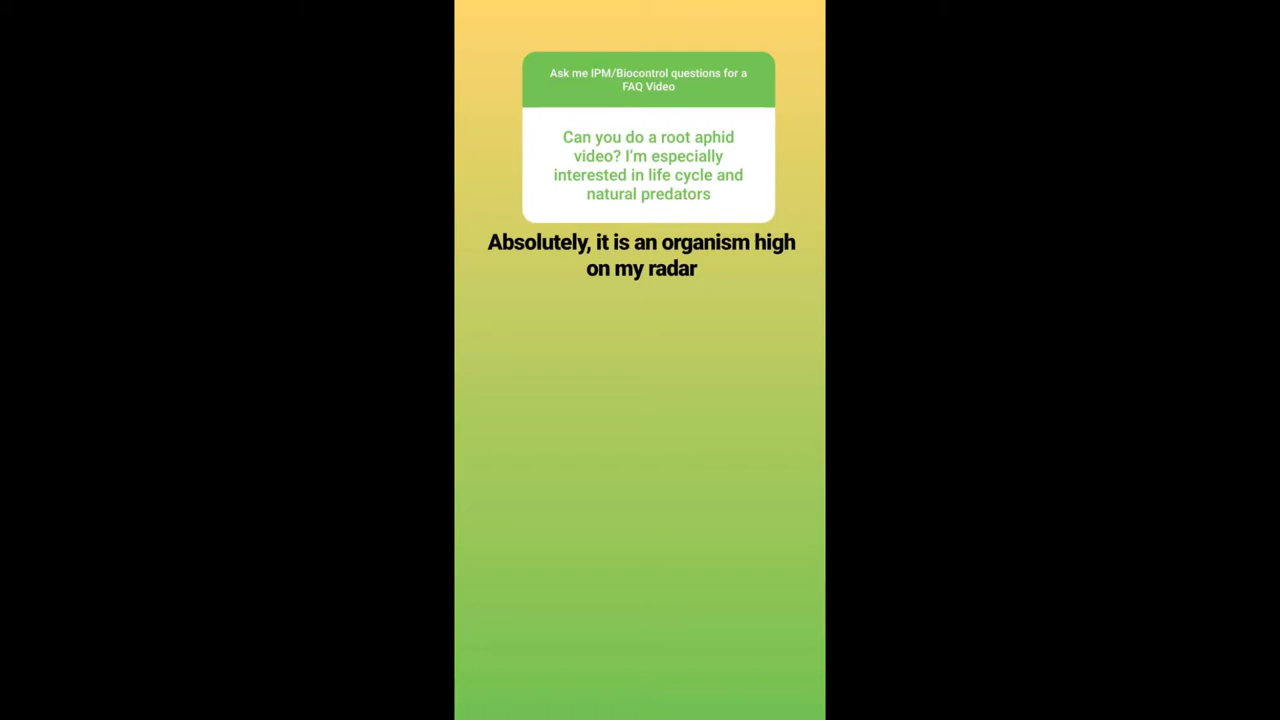 Ask me IPM/Biocontrol questions for a
FAQ Video
Can you do a root aphid
video? I'm especially
interested in life cycle and
natural predators
Absolutely, it is an organism high
on my radar